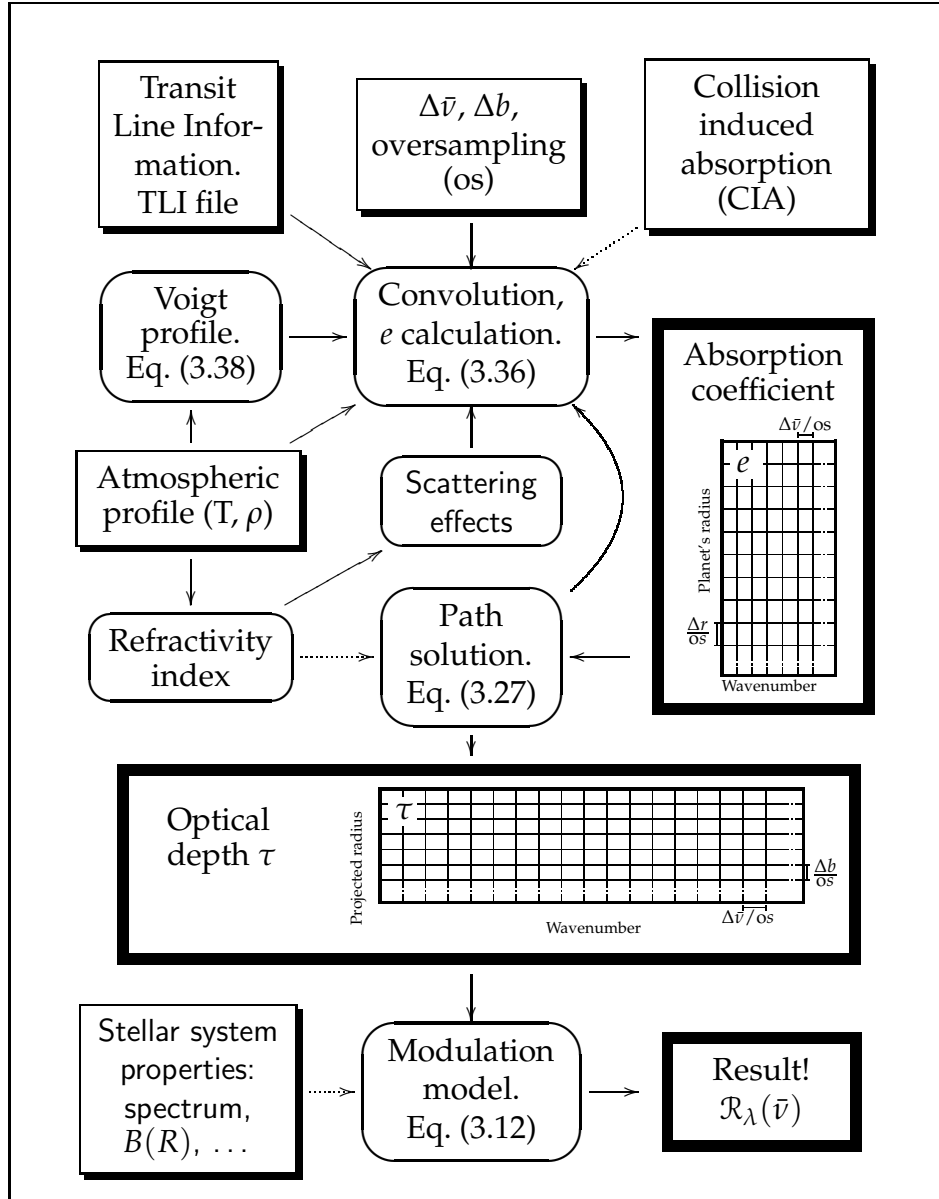 Transit
Line Infor-
mation.
TLI file
Δν̄, Δb,
oversampling
(os)
Collision
induced
absorption
(CIA)
Voigt
profile.
Eq. (3.38)
Convolution,
e calculation.
Eq. (3.36)
Absorption
coefficient
Δν̄/os
e
Planet's radius
Δr/os
Wavenumber
Atmospheric
profile (T, ρ)
Scattering
effects
Refractivity
index
Path
solution.
Eq. (3.27)
Optical
depth τ
Projected radius
τ
Δb/os
Δν̄/os
Wavenumber
Stellar system
properties:
spectrum,
B(R), ...
Modulation
model.
Eq. (3.12)
Result!
ℛλ(ν̄)